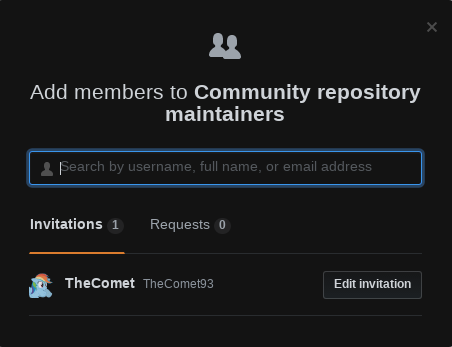 Add members to Community repository
maintainers
Search by username, full name, or email address
Invitations 1 Requests 0
TheComet TheComet93 Edit invitation